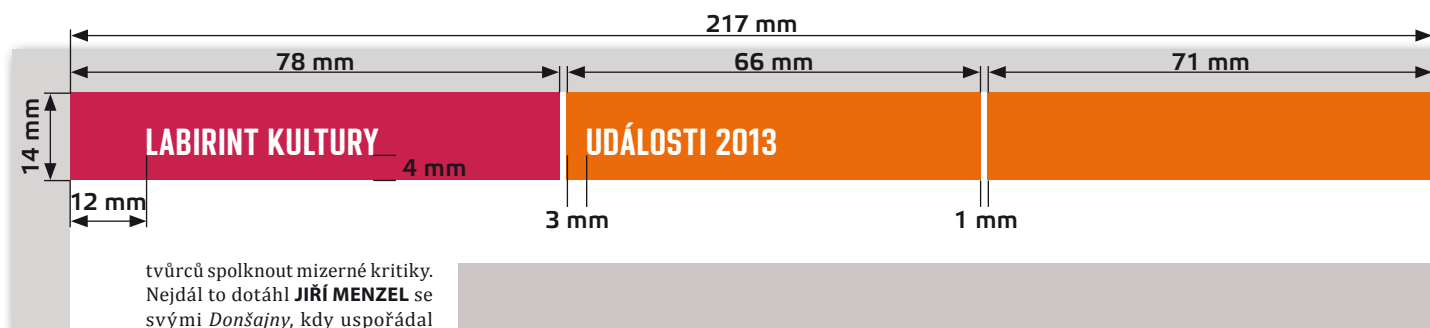 217 mm
78 mm 66 mm 71 mm
14 mm
LABIRINT KULTURY UDÁLOSTI 2013
4 mm
12 mm
3 mm 1 mm
tvůrců spolknout mizerné kritiky.
Nejdál to dotáhl JIŘÍ MENZEL se
svými Donšajny, kdy uspořádal